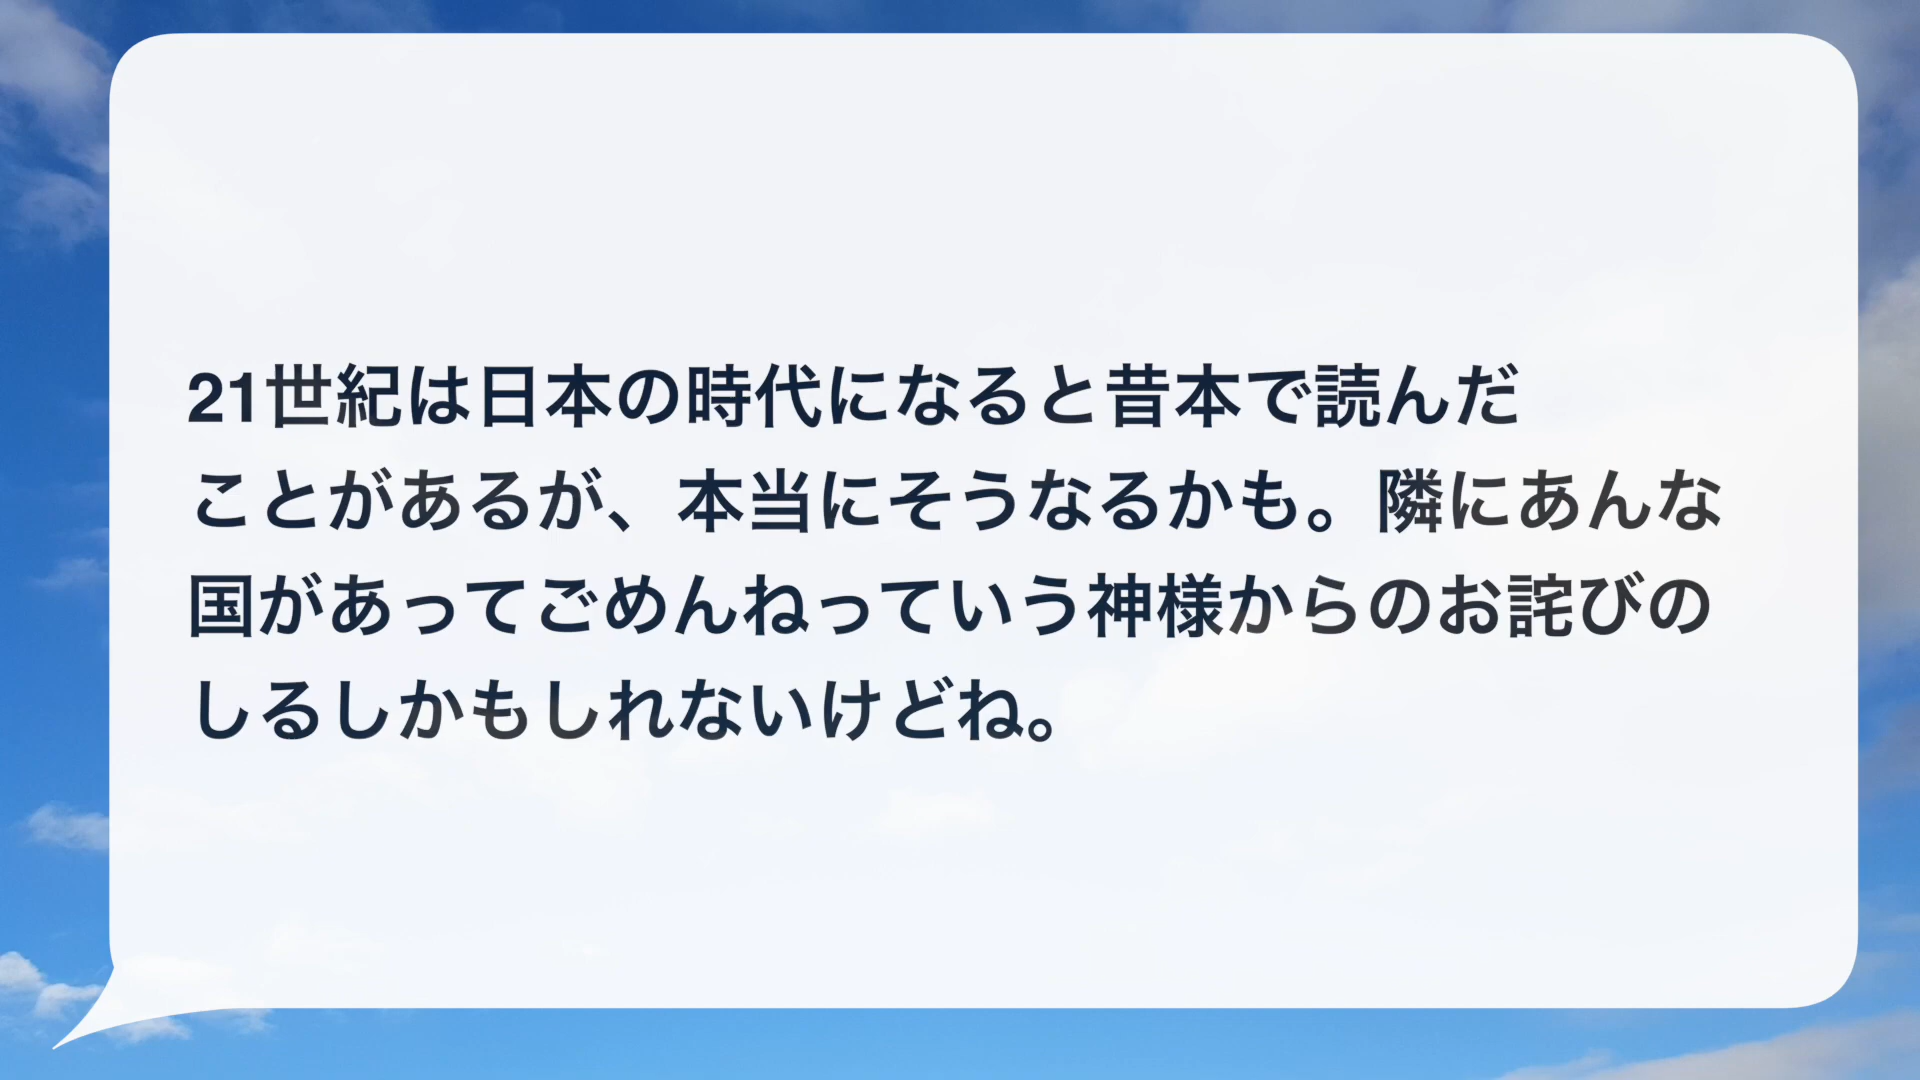 21世紀は日本の時代になると昔本で読んだ
ことがあるが、本当にそうなるかも。隣にあんな
国があってごめんねっていう神様からのお詫びの
しるしかもしれないけどね。